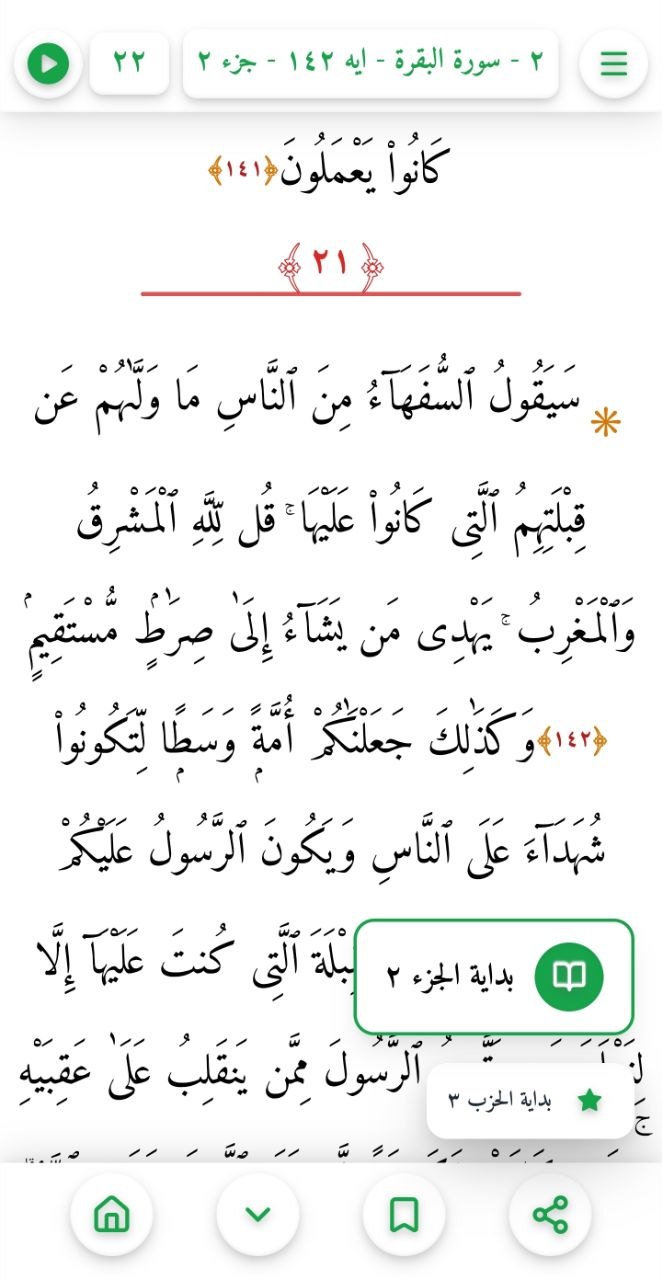 ٢ - سورة البقرة - ايه ١٤٢ - جزء ٢
٢٢
كَانُوا۟ يَعْمَلُونَ ﴿١٤١﴾
﴿ ٢١ ﴾
سَيَقُولُ ٱلسُّفَهَآءُ مِنَ ٱلنَّاسِ مَا وَلَّىٰهُمْ عَن
قِبْلَتِهِمُ ٱلَّتِى كَانُوا۟ عَلَيْهَا ۚ قُل لِّلَّهِ ٱلْمَشْرِقُ
وَٱلْمَغْرِبُ ۚ يَهْدِى مَن يَشَآءُ إِلَىٰ صِرَٰطٍۢ مُّسْتَقِيمٍۢ
﴿١٤٢﴾ وَكَذَٰلِكَ جَعَلْنَٰكُمْ أُمَّةًۭ وَسَطًۭا لِّتَكُونُوا۟
شُهَدَآءَ عَلَى ٱلنَّاسِ وَيَكُونَ ٱلرَّسُولُ عَلَيْكُمْ
ٱلَّتِى كُنتَ عَلَيْهَآ إِلَّا
بداية الجزء ٢
ٱلرَّسُولَ مِمَّن يَنقَلِبُ عَلَىٰ عَقِبَيْهِ
بداية الحزب ٣